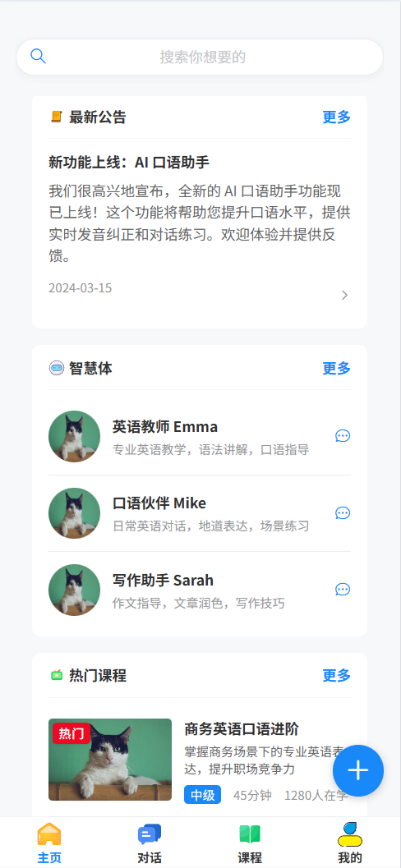 搜索你想要的
最新公告 更多
新功能上线：AI 口语助手
我们很高兴地宣布，全新的 AI 口语助手功能现
已上线！这个功能将帮助您提升口语水平，提供
实时发音纠正和对话练习。欢迎体验并提供反
馈。
2024-03-15
智慧体 更多
英语教师 Emma
专业英语教学，语法讲解，口语指导
口语伙伴 Mike
日常英语对话，地道表达，场景练习
写作助手 Sarah
作文指导，文章润色，写作技巧
热门课程 更多
热门
商务英语口语进阶
掌握商务场景下的专业英语表
达，提升职场竞争力
中级 45分钟 1280人在学
主页 对话 课程 我的